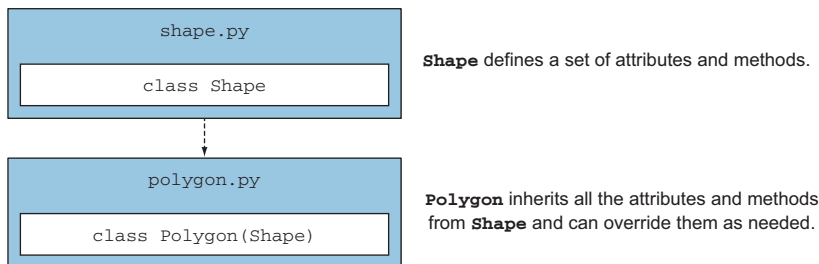 shape.py
class Shape
Shape defines a set of attributes and methods.
polygon.py
class Polygon(Shape)
Polygon inherits all the attributes and methods
from Shape and can override them as needed.